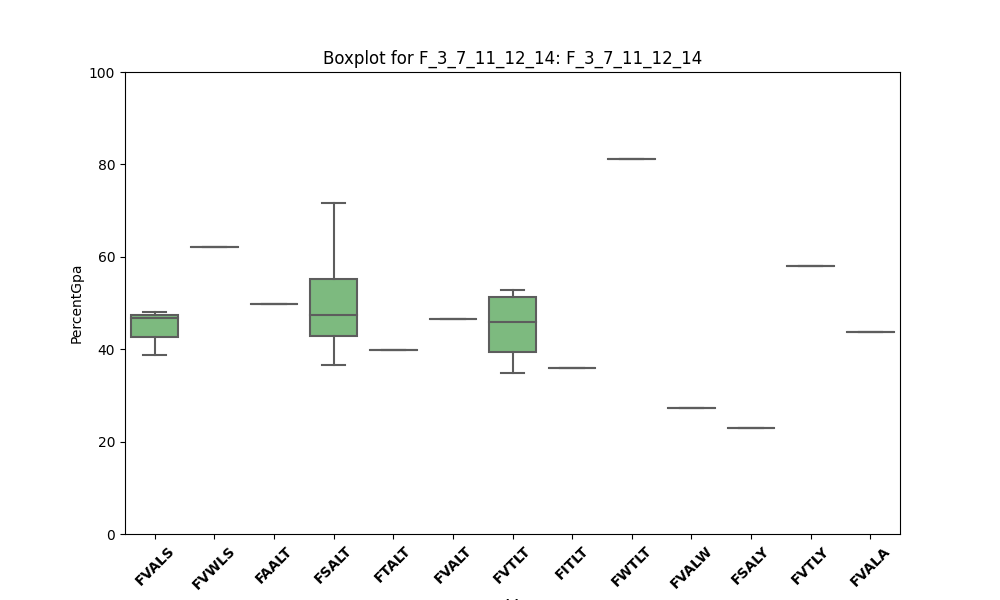 Boxplot for F_3_7_11_12_14: F_3_7_11_12_14
PercentGpa
100
80
60
40
20
0
FVALS FVWLS FAALT FSALT FTALT FVALT FVTLT FITLT FWTLT FVALW FSALY FVTLY FVALA